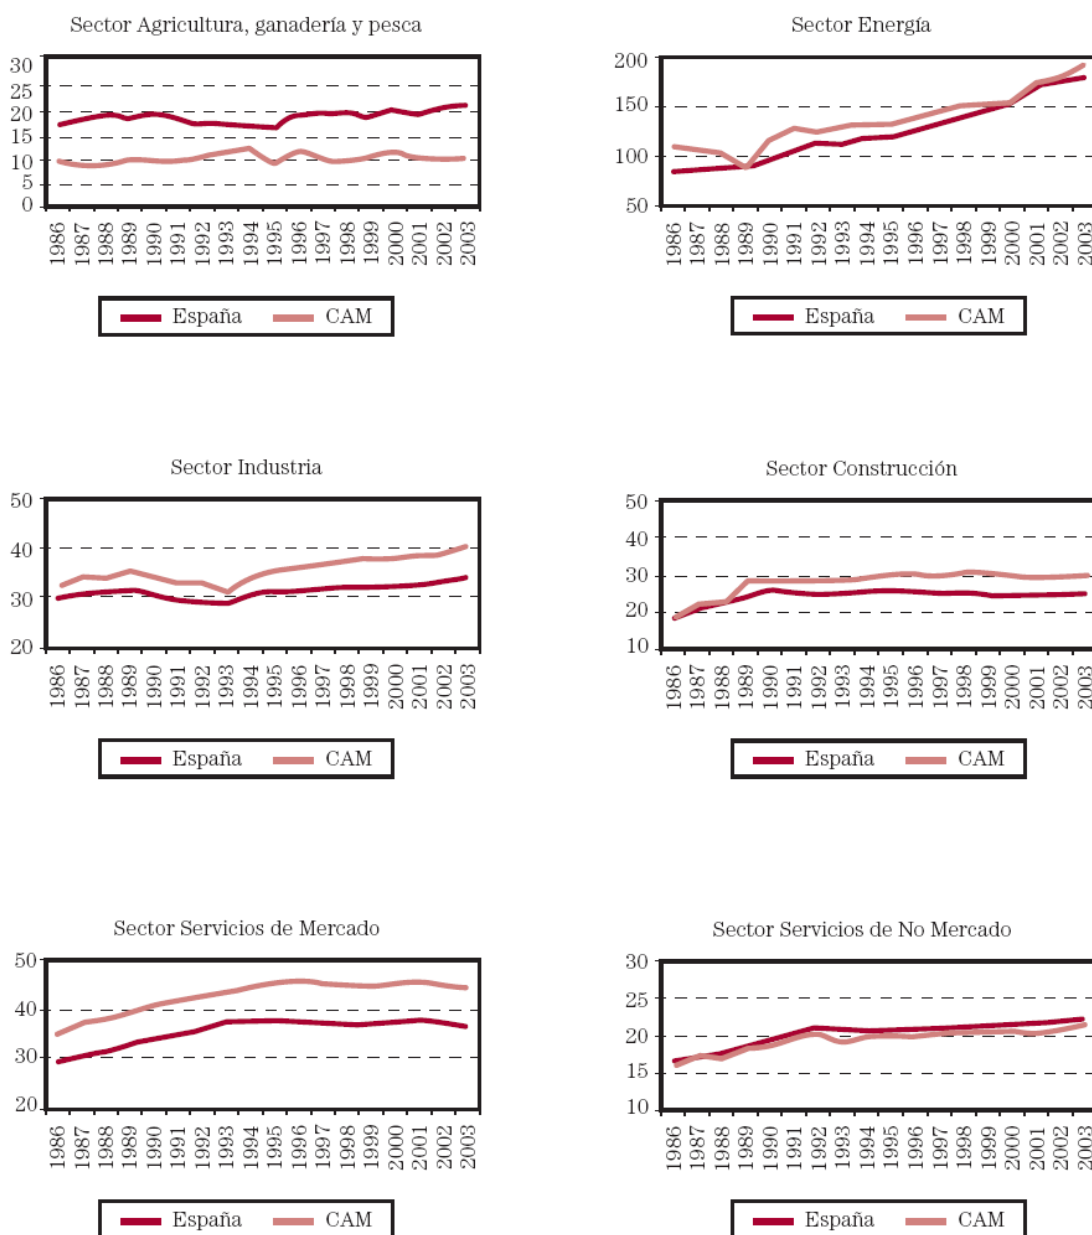 Sector Agricultura, ganadería y pesca
30
25
20
15
10
5
0
1986 1987 1988 1989 1990 1991 1992 1993 1994 1995 1996 1997 1998 1999 2000 2001 2002 2003
España CAM
Sector Energía
200
150
100
50
1986 1987 1988 1989 1990 1991 1992 1993 1994 1995 1996 1997 1998 1999 2000 2001 2002 2003
España CAM
Sector Industria
50
40
30
20
1986 1987 1988 1989 1990 1991 1992 1993 1994 1995 1996 1997 1998 1999 2000 2001 2002 2003
España CAM
Sector Construcción
50
40
30
20
10
1986 1987 1988 1989 1990 1991 1992 1993 1994 1995 1996 1997 1998 1999 2000 2001 2002 2003
España CAM
Sector Servicios de Mercado
50
40
30
20
1986 1987 1988 1989 1990 1991 1992 1993 1994 1995 1996 1997 1998 1999 2000 2001 2002 2003
España CAM
Sector Servicios de No Mercado
30
25
20
15
10
1986 1987 1988 1989 1990 1991 1992 1993 1994 1995 1996 1997 1998 1999 2000 2001 2002 2003
España CAM